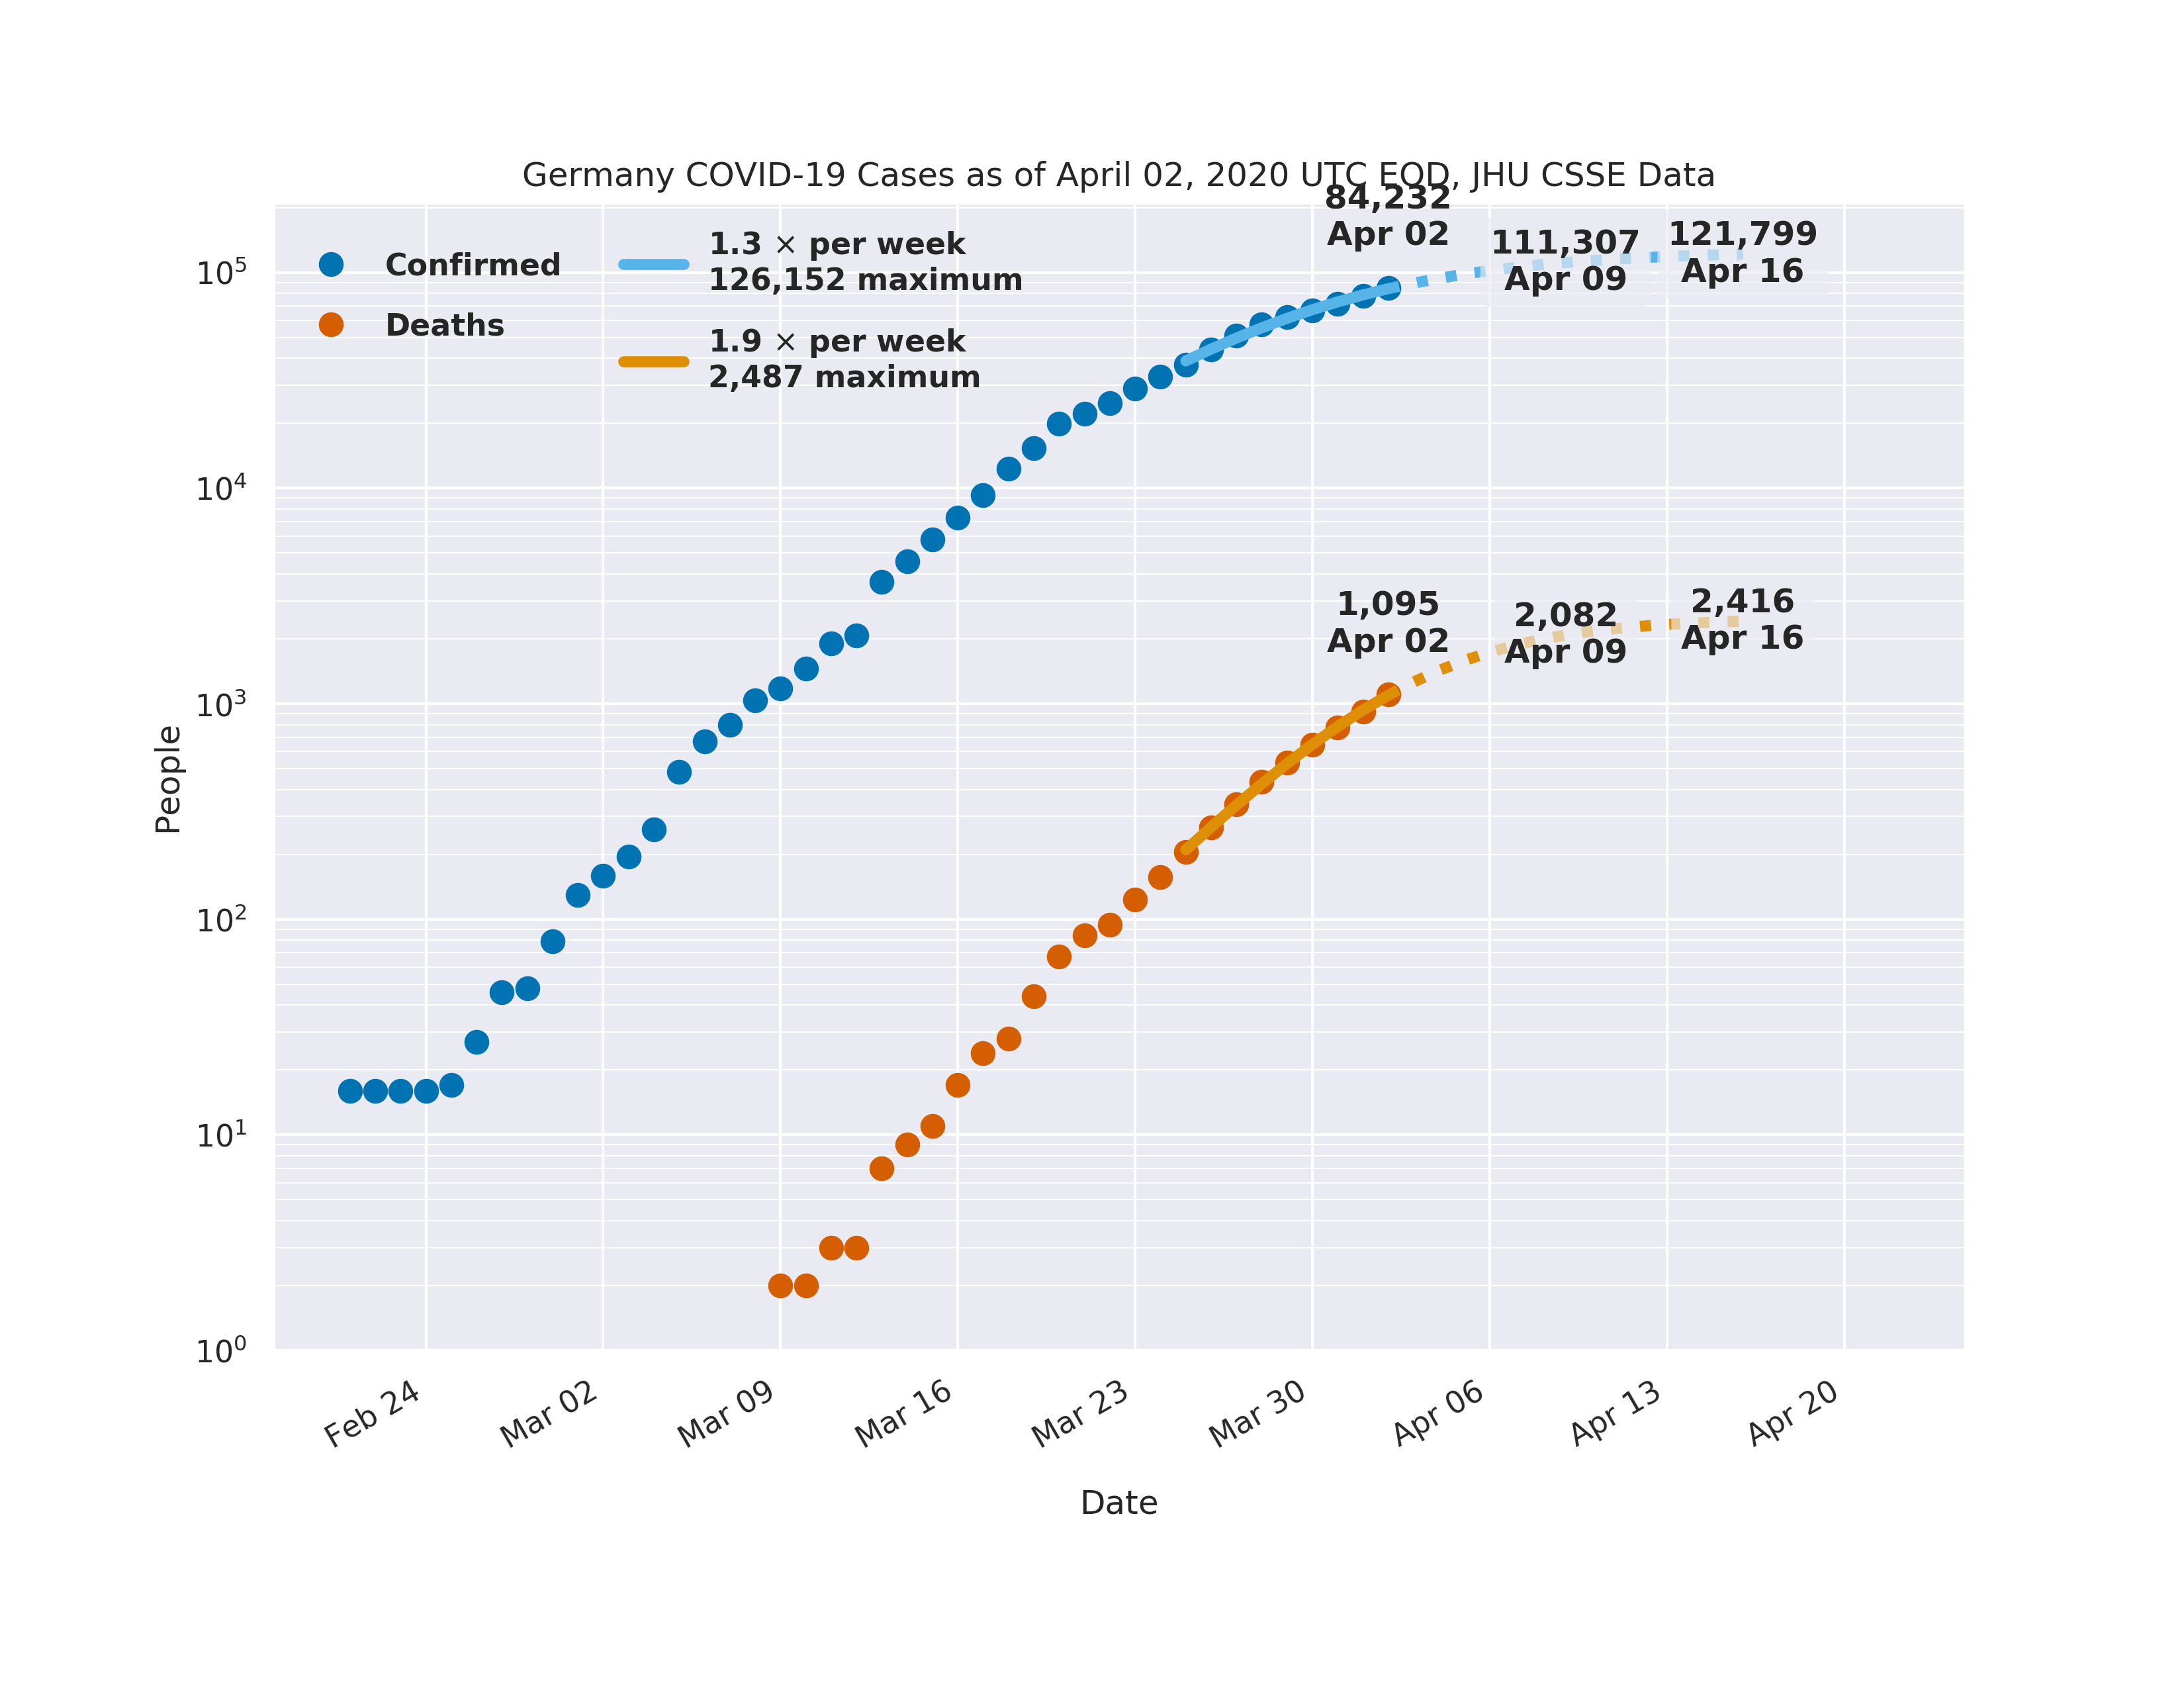 Germany COVID-19 Cases as of April 02, 2020 UTC EOD, JHU CSSE Data
Confirmed
Deaths
1.3 × per week
126,152 maximum
1.9 × per week
2,487 maximum
84,232
Apr 02
111,307
Apr 09
121,799
Apr 16
1,095
Apr 02
2,082
Apr 09
2,416
Apr 16
People
10⁵
10⁴
10³
10²
10¹
10⁰
Feb 24
Mar 02
Mar 09
Mar 16
Mar 23
Mar 30
Apr 06
Apr 13
Apr 20
Date